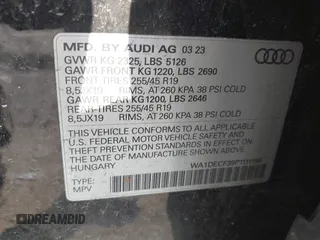 MFD. BY AUDI AG 03 23
GVWR KG 2325, LBS 5126
GAWR FRONT KG 1220, LBS 2690
FRONT TIRES 255/45 R19
8,5JX19 RIMS, AT 260 KPA 38 PSI COLD
GAWR REAR KG1200, LBS 2646
REAR TIRES 255/45 R19
8,5JX19 RIMS, AT 260 KPA 38 PSI COLD
THIS VEHICLE CONFORMS TO ALL APPLICABLE
U.S. FEDERAL MOTOR VEHICLE SAFETY AND
THEFT PREVENTION STANDARDS IN EFFECT ON
THE DATE OF MANUFACTURE SHOWN ABOVE.
HUNGARY
TYPE:
MPV
DREAMBID